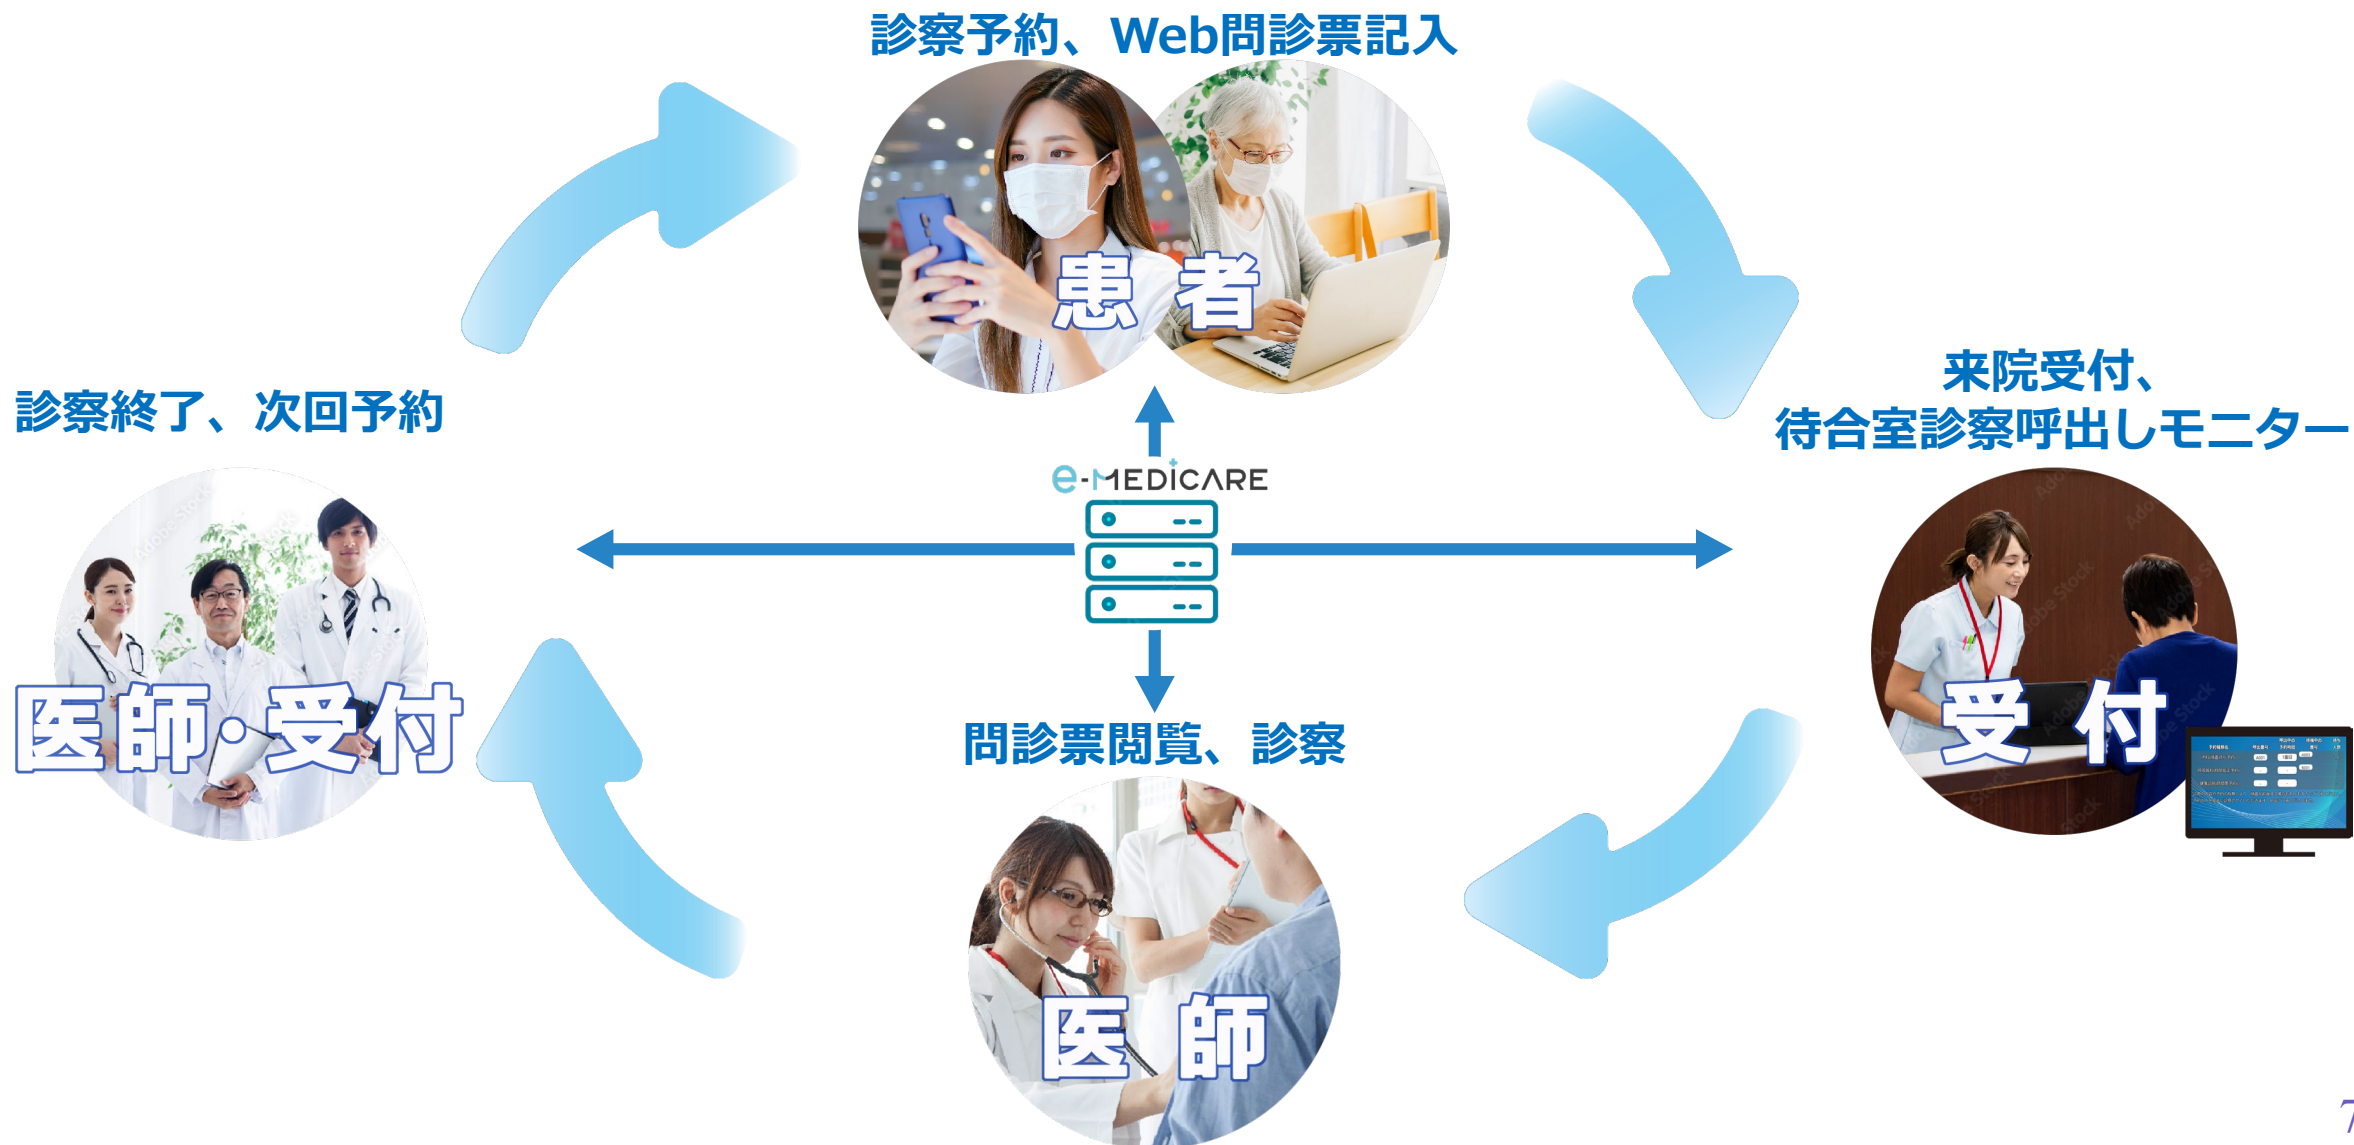 診察予約、Web問診票記入
患者
診察終了、次回予約
来院受付、
待合室診察呼出しモニター
e-MEDICARE
医師・受付
受付
問診票閲覧、診察
医師
7